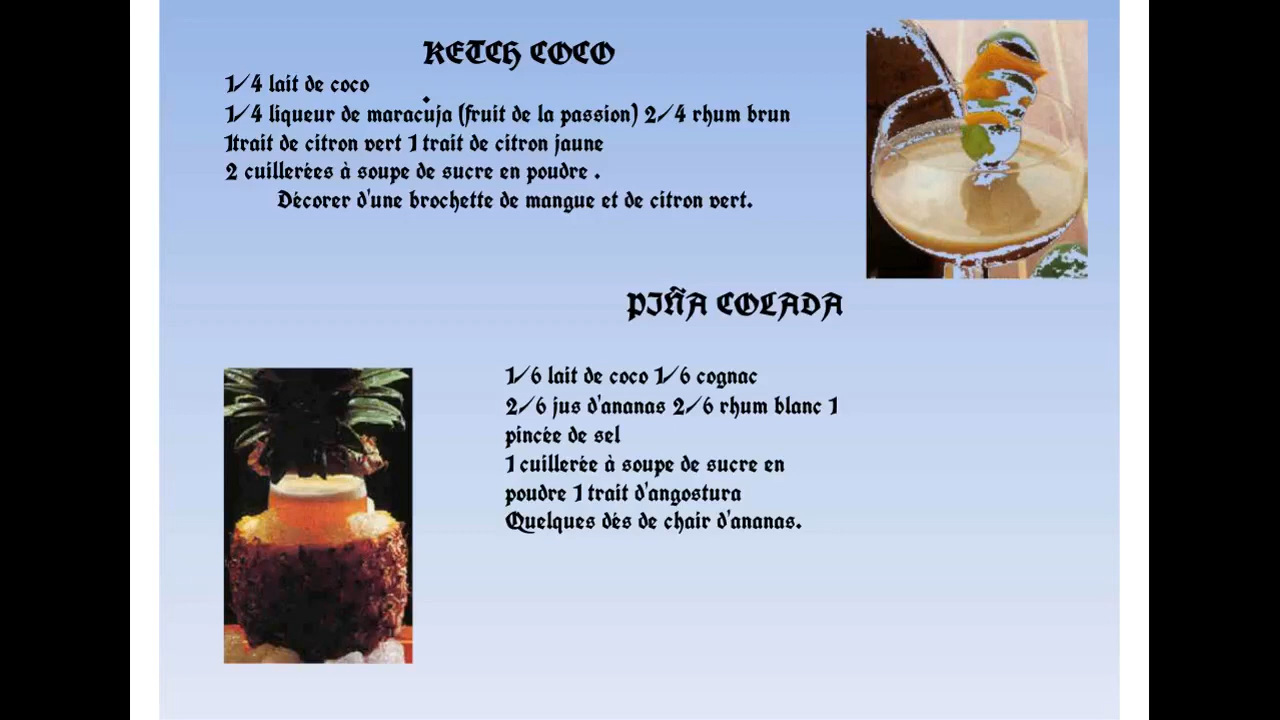 KETCH COCO
1/4 lait de coco
1/4 liqueur de maracuja (fruit de la passion) 2/4 rhum brun
1trait de citron vert 1 trait de citron jaune
2 cuillerées à soupe de sucre en poudre .
Décorer d'une brochette de mangue et de citron vert.
PIÑA COLADA
1/6 lait de coco 1/6 cognac
2/6 jus d'ananas 2/6 rhum blanc 1
pincée de sel
1 cuillerée à soupe de sucre en
poudre 1 trait d'angostura
Quelques dés de chair d'ananas.